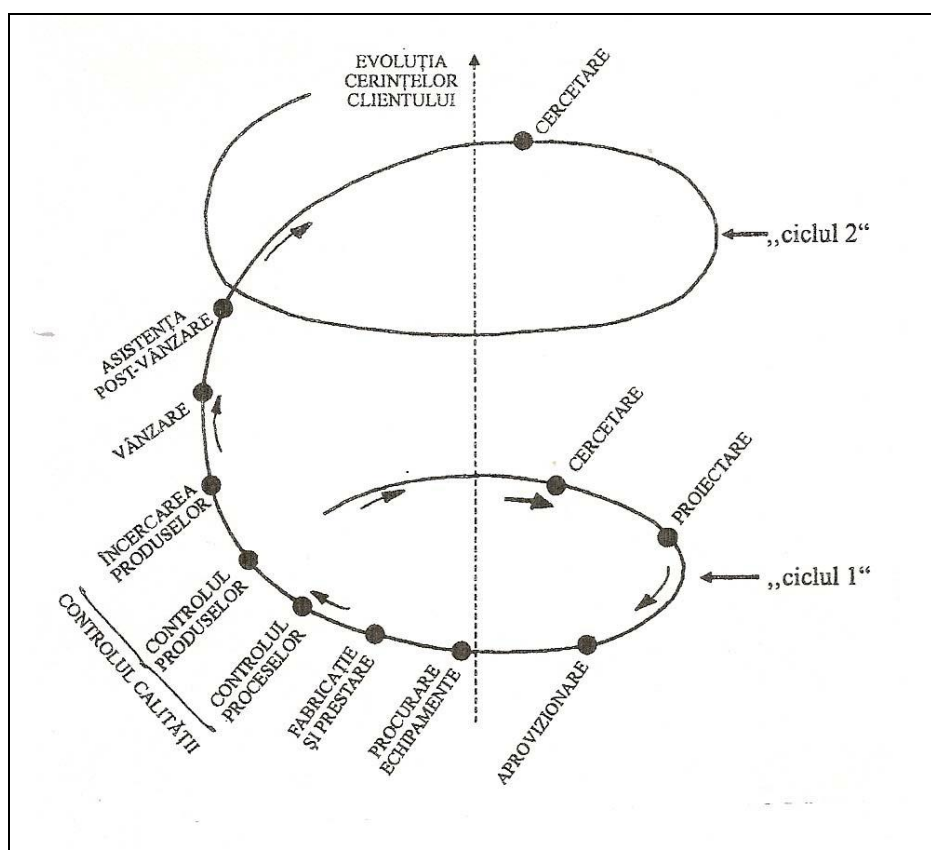 EVOLUȚIA
CERINȚELOR
CLIENTULUI
CERCETARE
,,ciclul 2“
ASISTENȚA
POST-VÂNZARE
VÂNZARE
ÎNCERCAREA
PRODUSELOR
CONTROLUL
PRODUSELOR
CONTROLUL
PROCESELOR
CONTROLUL CALITĂȚII
FABRICAȚIE
ȘI PRESTARE
PROCURARE
ECHIPAMENTE
APROVIZIONARE
CERCETARE
PROIECTARE
,,ciclul 1“